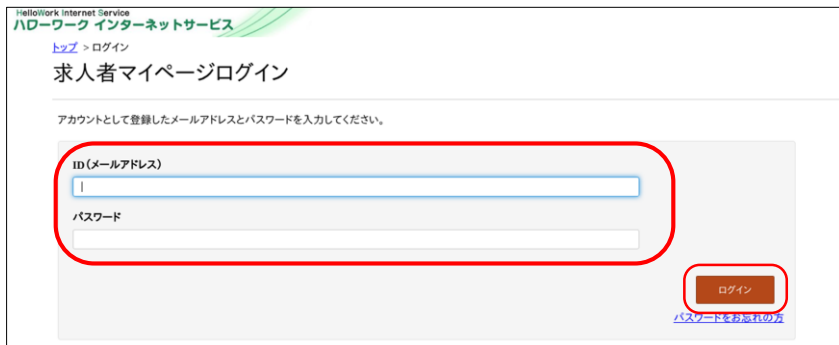 HelloWork Internet Service
ハローワーク インターネットサービス
トップ > ログイン
求人者マイページログイン
アカウントとして登録したメールアドレスとパスワードを入力してください。
ID（メールアドレス）
パスワード
ログイン
パスワードをお忘れの方